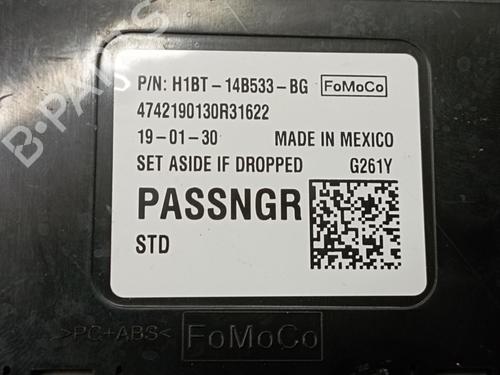 P/N: H1BT-14B533-BG FoMoCo
4742190130R31622
19-01-30 MADE IN MEXICO
SET ASIDE IF DROPPED G261Y
PASSNGR
STD
>PC+ABS< FoMoCo
B-PARTS